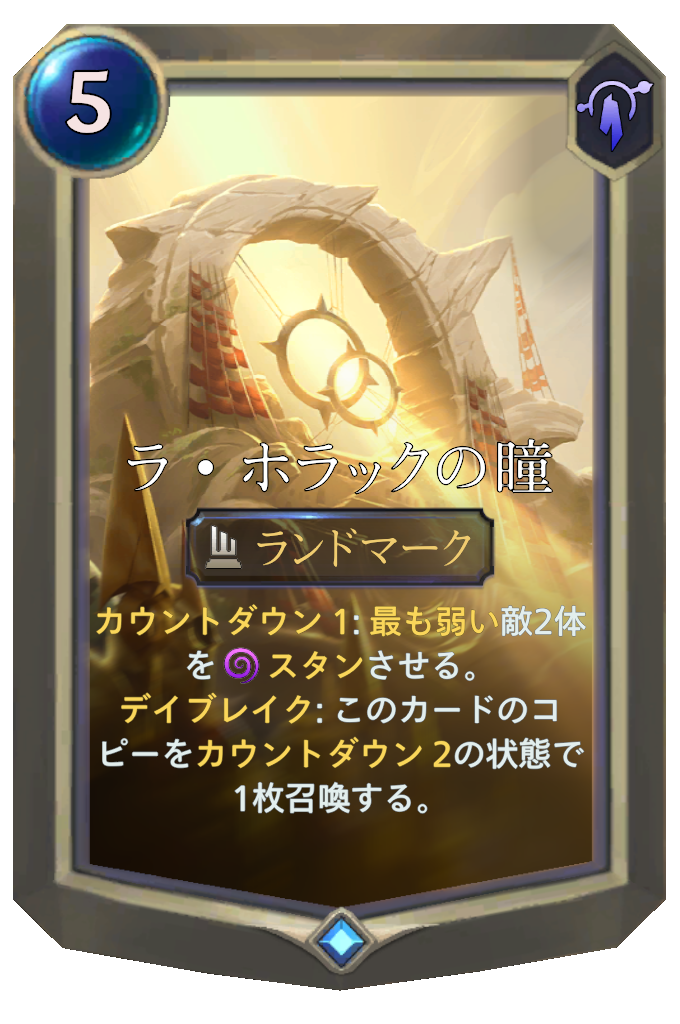 5
ラ・ホラックの瞳
ランドマーク
カウントダウン 1: 最も弱い敵2体
を スタンさせる。
デイブレイク: このカードのコ
ピーをカウントダウン 2の状態で
1枚召喚する。